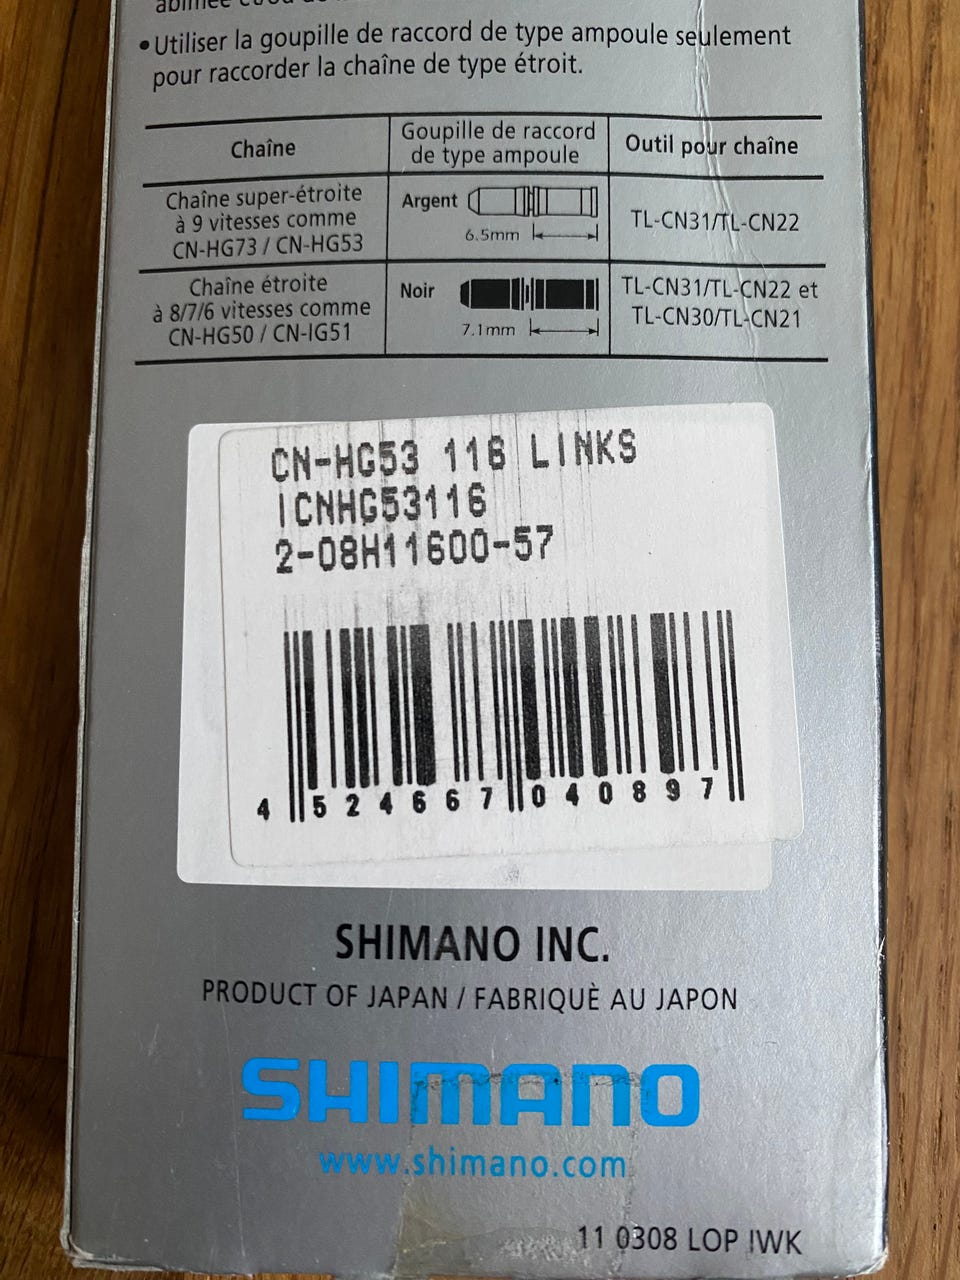 • Utiliser la goupille de raccord de type ampoule seulement
pour raccorder la chaîne de type étroit.
Chaîne
Goupille de raccord
de type ampoule
Outil pour chaîne
Chaîne super-étroite
à 9 vitesses comme
CN-HG73 / CN-HG53
Argent
6.5mm
TL-CN31/TL-CN22
Chaîne étroite
à 8/7/6 vitesses comme
CN-HG50 / CN-IG51
Noir
7.1mm
TL-CN31/TL-CN22 et
TL-CN30/TL-CN21
CN-HG53 116 LINKS
ICNHG53116
2-08H11600-57
4 524667 040897
SHIMANO INC.
PRODUCT OF JAPAN / FABRIQUÈ AU JAPON
SHIMANO
www.shimano.com
11 0308 LOP IWK